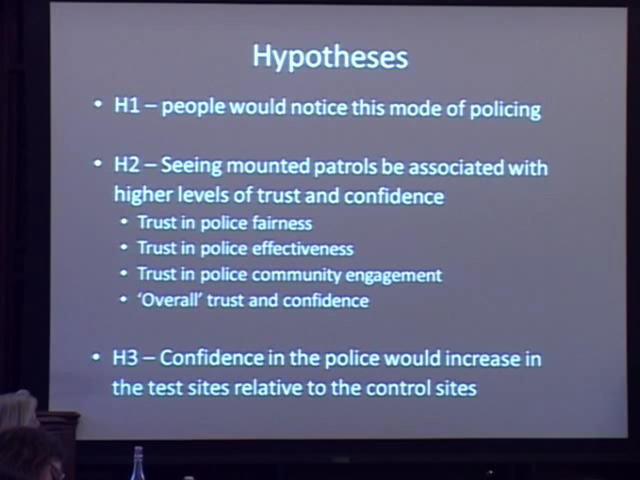 Hypotheses
• H1 – people would notice this mode of policing
• H2 – Seeing mounted patrols be associated with
higher levels of trust and confidence
• Trust in police fairness
• Trust in police effectiveness
• Trust in police community engagement
• ‘Overall’ trust and confidence
• H3 – Confidence in the police would increase in
the test sites relative to the control sites